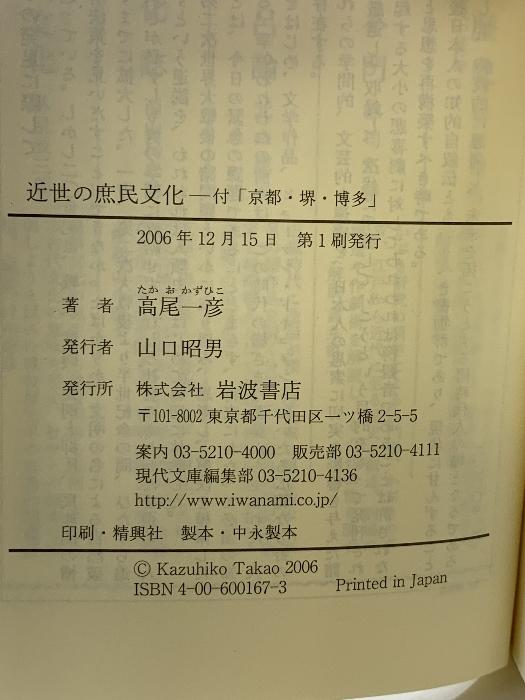 近世の庶民文化―付「京都・堺・博多」
2006年12月15日 第1刷発行
たか お かずひこ
著 者 高尾一彦
発行者 山口昭男
発行所 株式会社 岩波書店
〒101-8002 東京都千代田区一ツ橋2-5-5
案内 03-5210-4000 販売部 03-5210-4111
現代文庫編集部 03-5210-4136
http://www.iwanami.co.jp/
印刷・精興社 製本・中永製本
© Kazuhiko Takao 2006
ISBN 4-00-600167-3 Printed in Japan